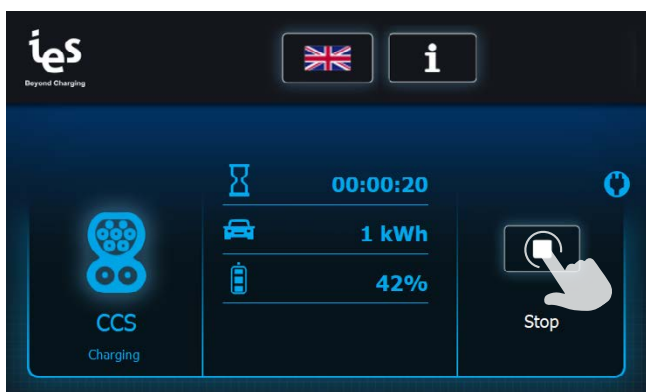 ies
Beyond Charging
i
00:00:20
1 kWh
42%
CCS
Charging
Stop